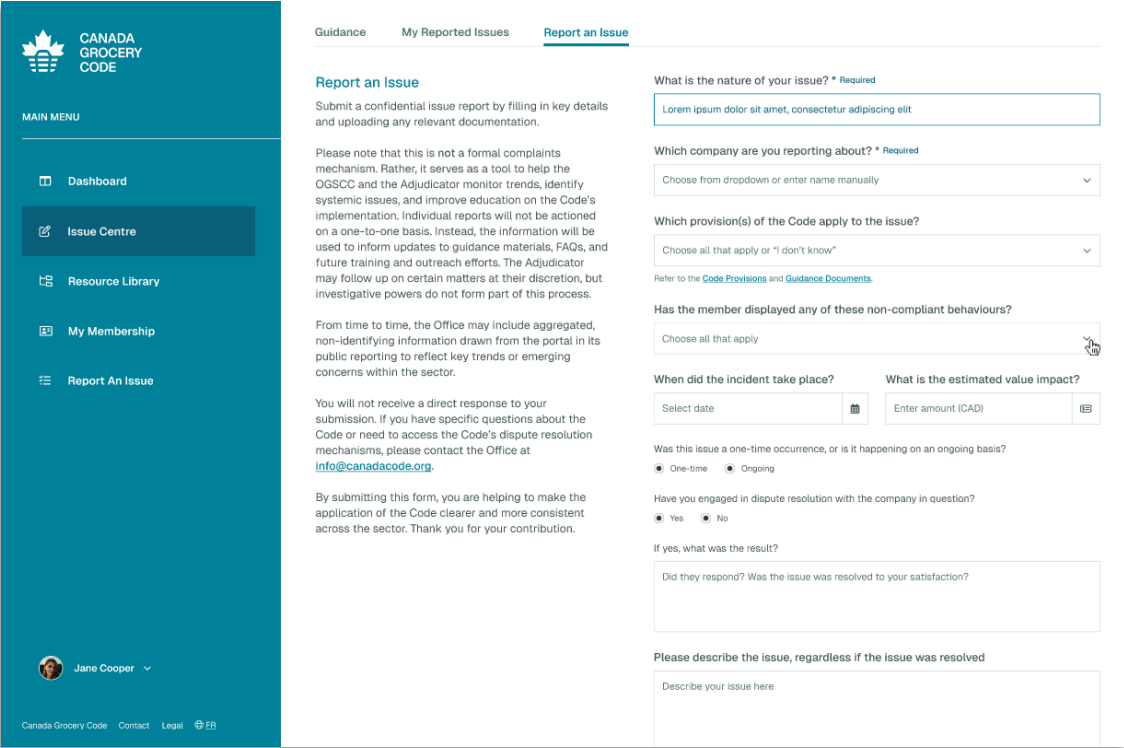 CANADA
GROCERY
CODE
MAIN MENU
Dashboard
Issue Centre
Resource Library
My Membership
Report An Issue
Jane Cooper
Canada Grocery Code Contact Legal FR
Guidance My Reported Issues Report an Issue
Report an Issue
Submit a confidential issue report by filling in key details
and uploading any relevant documentation.
Please note that this is not a formal complaints
mechanism. Rather, it serves as a tool to help the
OGSCC and the Adjudicator monitor trends, identify
systemic issues, and improve education on the Code's
implementation. Individual reports will not be actioned
on a one-to-one basis. Instead, the information will be
used to inform updates to guidance materials, FAQs, and
future training and outreach efforts. The Adjudicator
may follow up on certain matters at their discretion, but
investigative powers do not form part of this process.
From time to time, the Office may include aggregated,
non-identifying information drawn from the portal in its
public reporting to reflect key trends or emerging
concerns within the sector.
You will not receive a direct response to your
submission. If you have specific questions about the
Code or need to access the Code's dispute resolution
mechanisms, please contact the Office at
info@canadacode.org.
By submitting this form, you are helping to make the
application of the Code clearer and more consistent
across the sector. Thank you for your contribution.
What is the nature of your issue? * Required
Lorem ipsum dolor sit amet, consectetur adipiscing elit
Which company are you reporting about? * Required
Choose from dropdown or enter name manually
Which provision(s) of the Code apply to the issue?
Choose all that apply or "I don't know"
Refer to the Code Provisions and Guidance Documents.
Has the member displayed any of these non-compliant behaviours?
Choose all that apply
When did the incident take place? What is the estimated value impact?
Select date Enter amount (CAD)
Was this issue a one-time occurrence, or is it happening on an ongoing basis?
One-time Ongoing
Have you engaged in dispute resolution with the company in question?
Yes No
If yes, what was the result?
Did they respond? Was the issue was resolved to your satisfaction?
Please describe the issue, regardless if the issue was resolved
Describe your issue here